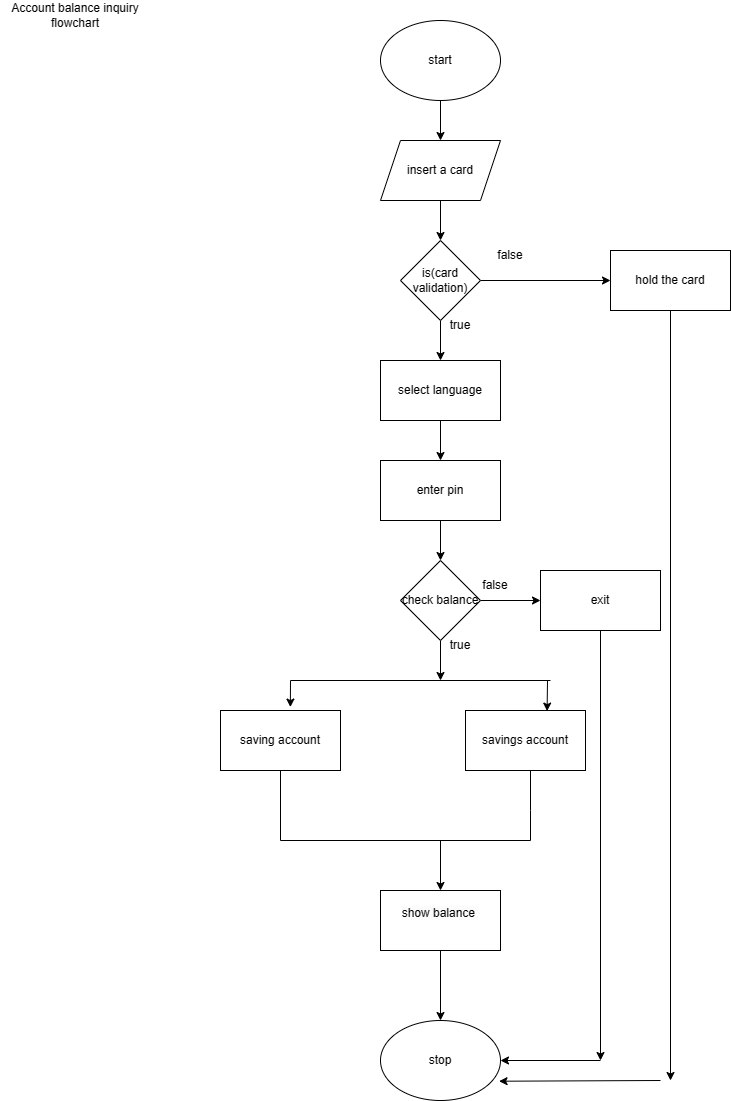 Account balance inquiry
flowchart
start
insert a card
is(card
validation)
false
hold the card
true
select language
enter pin
check balance
false
exit
true
saving account
savings account
show balance
stop